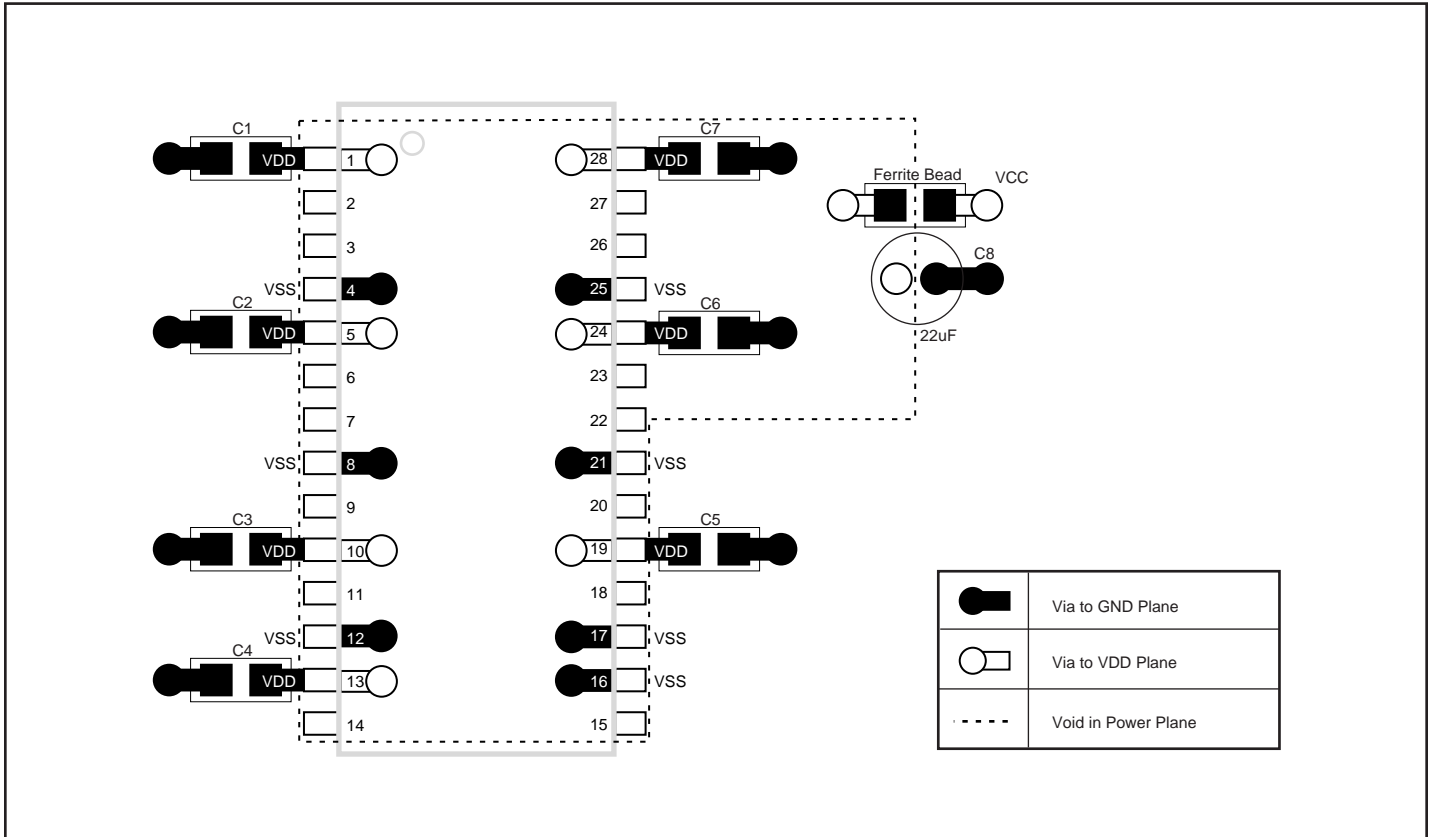 C1
C7
VDD
1
28
VDD
Ferrite Bead
VCC
2
27
3
26
VSS
4
25
VSS
C8
C2
C6
VDD
5
24
VDD
22uF
6
23
7
22
VSS
8
21
VSS
9
20
C3
C5
VDD
10
19
VDD
11
18
VSS
12
17
VSS
C4
VDD
13
16
VSS
14
15
Via to GND Plane
Via to VDD Plane
Void in Power Plane